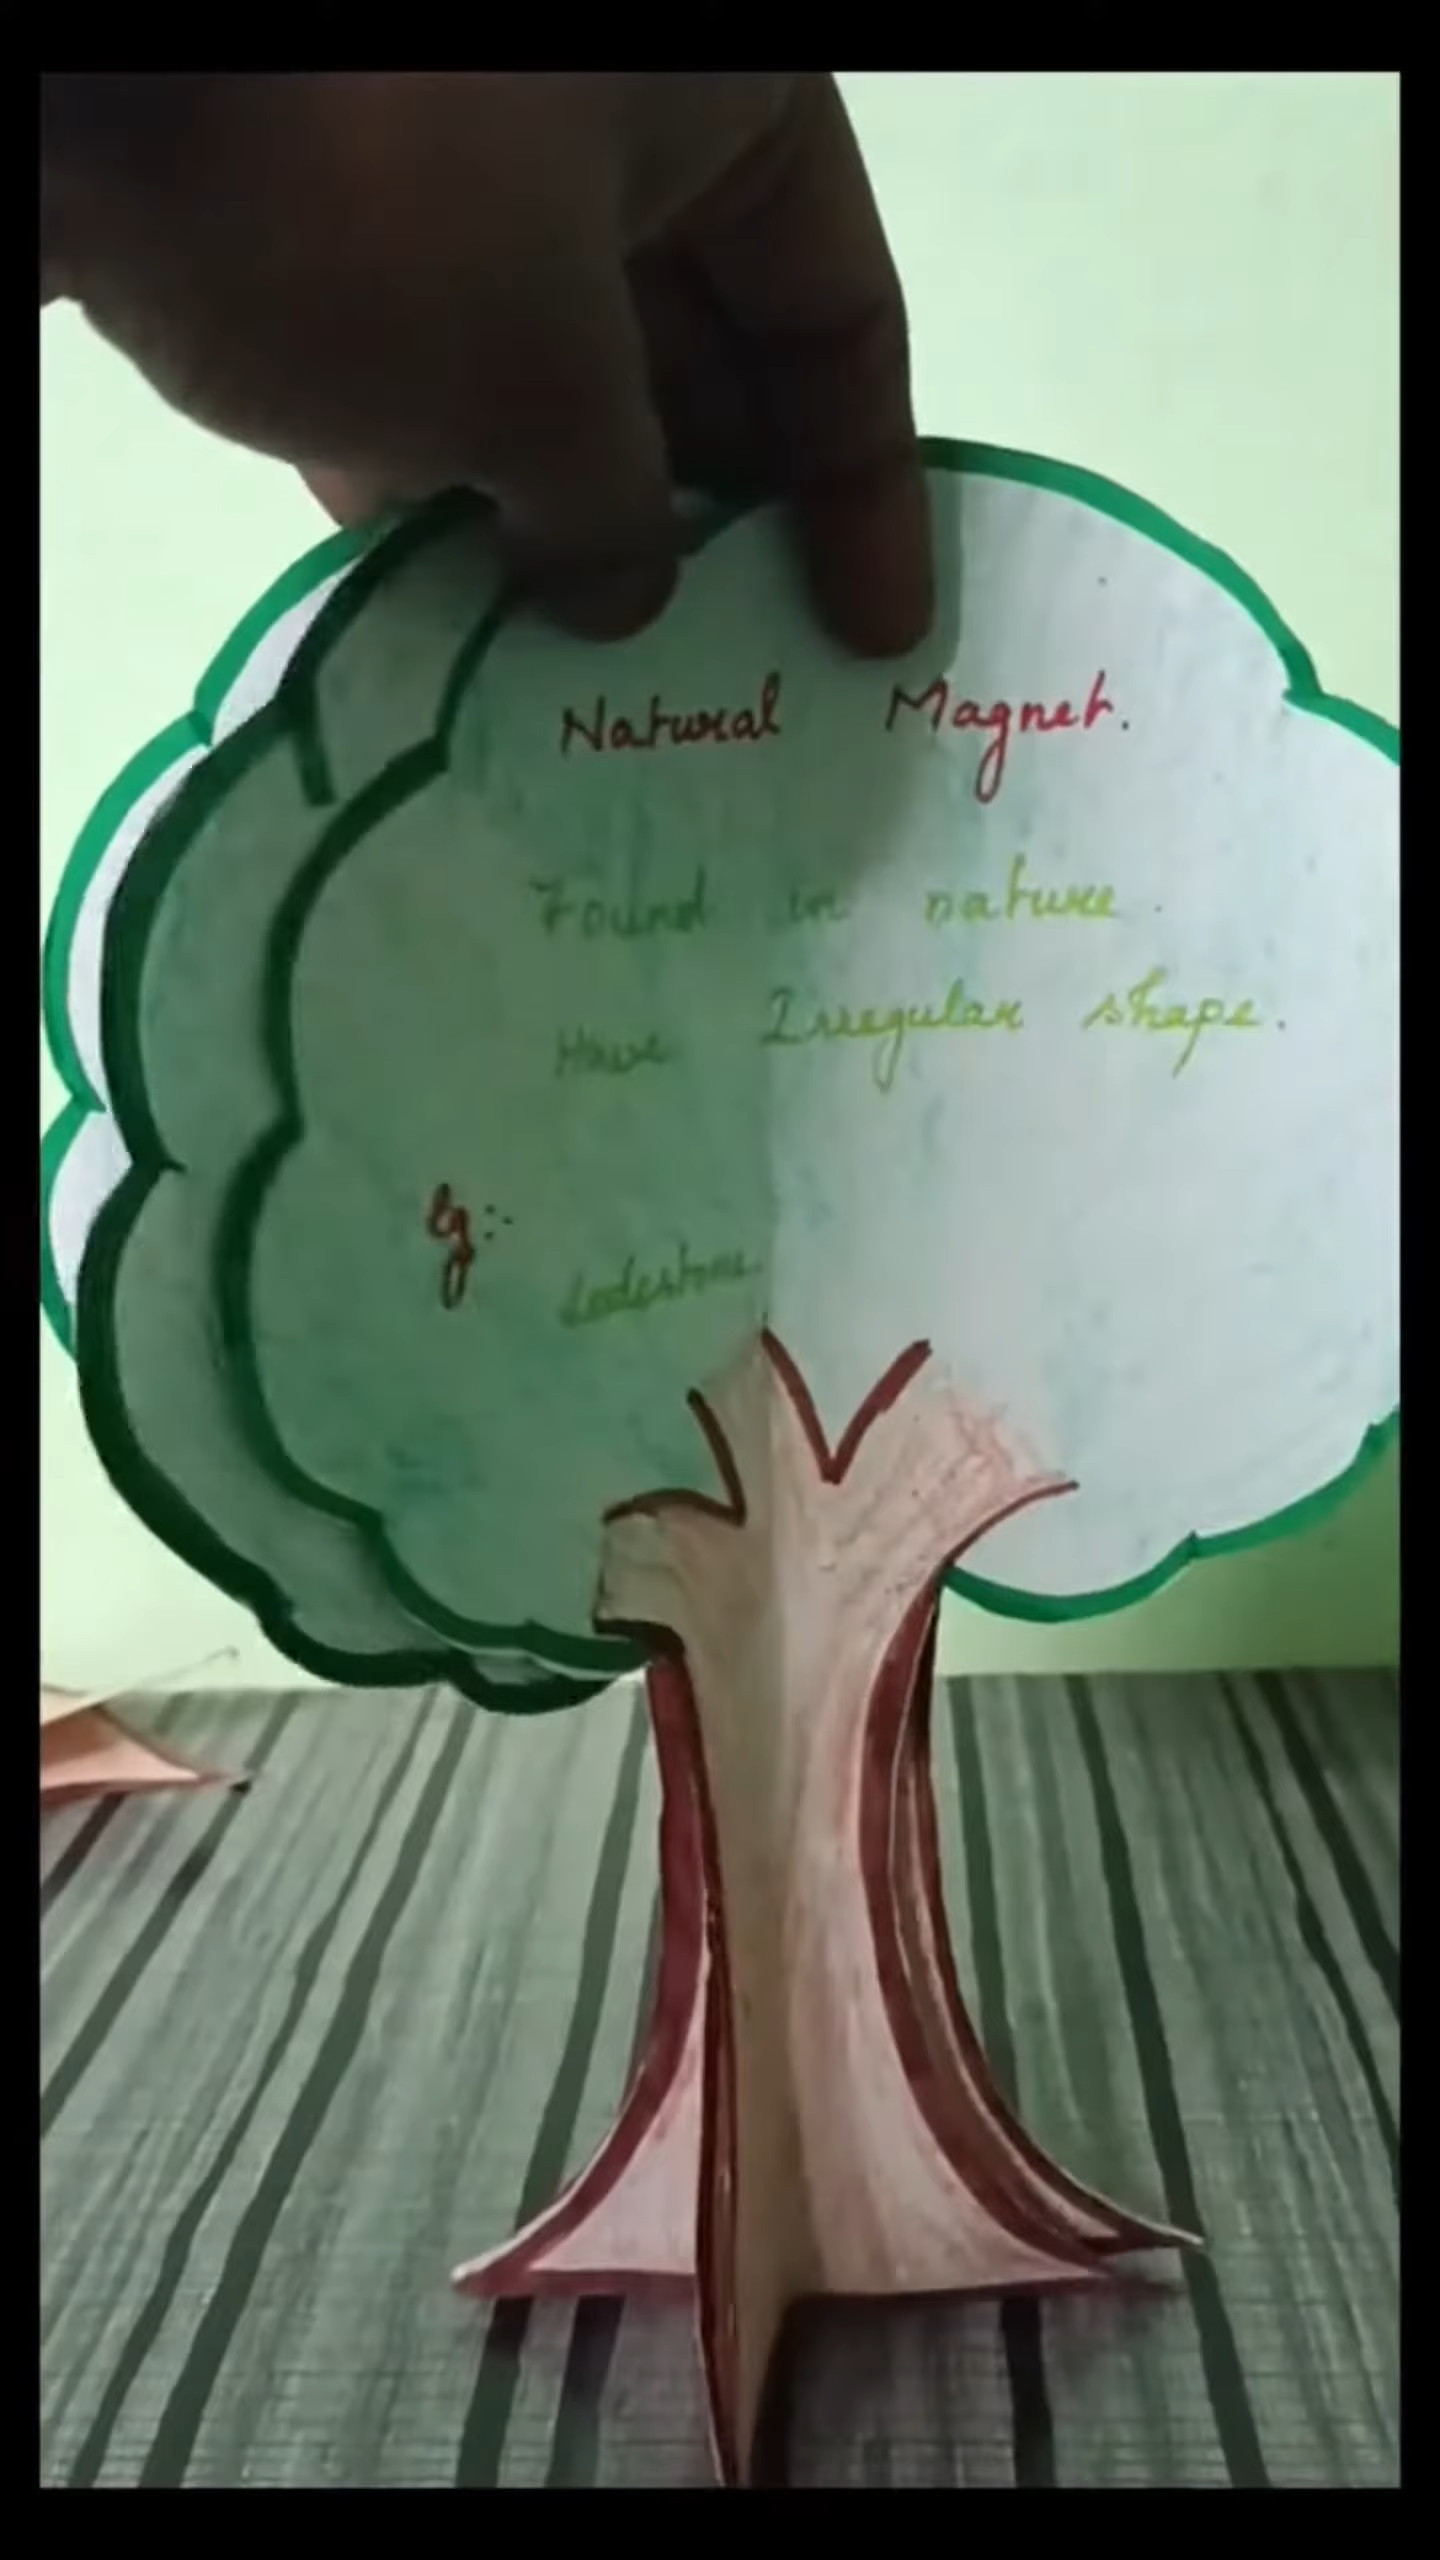 Natural Magnet.
Found in nature.
Have Irregular shape.
Eg:-
Lodestone.